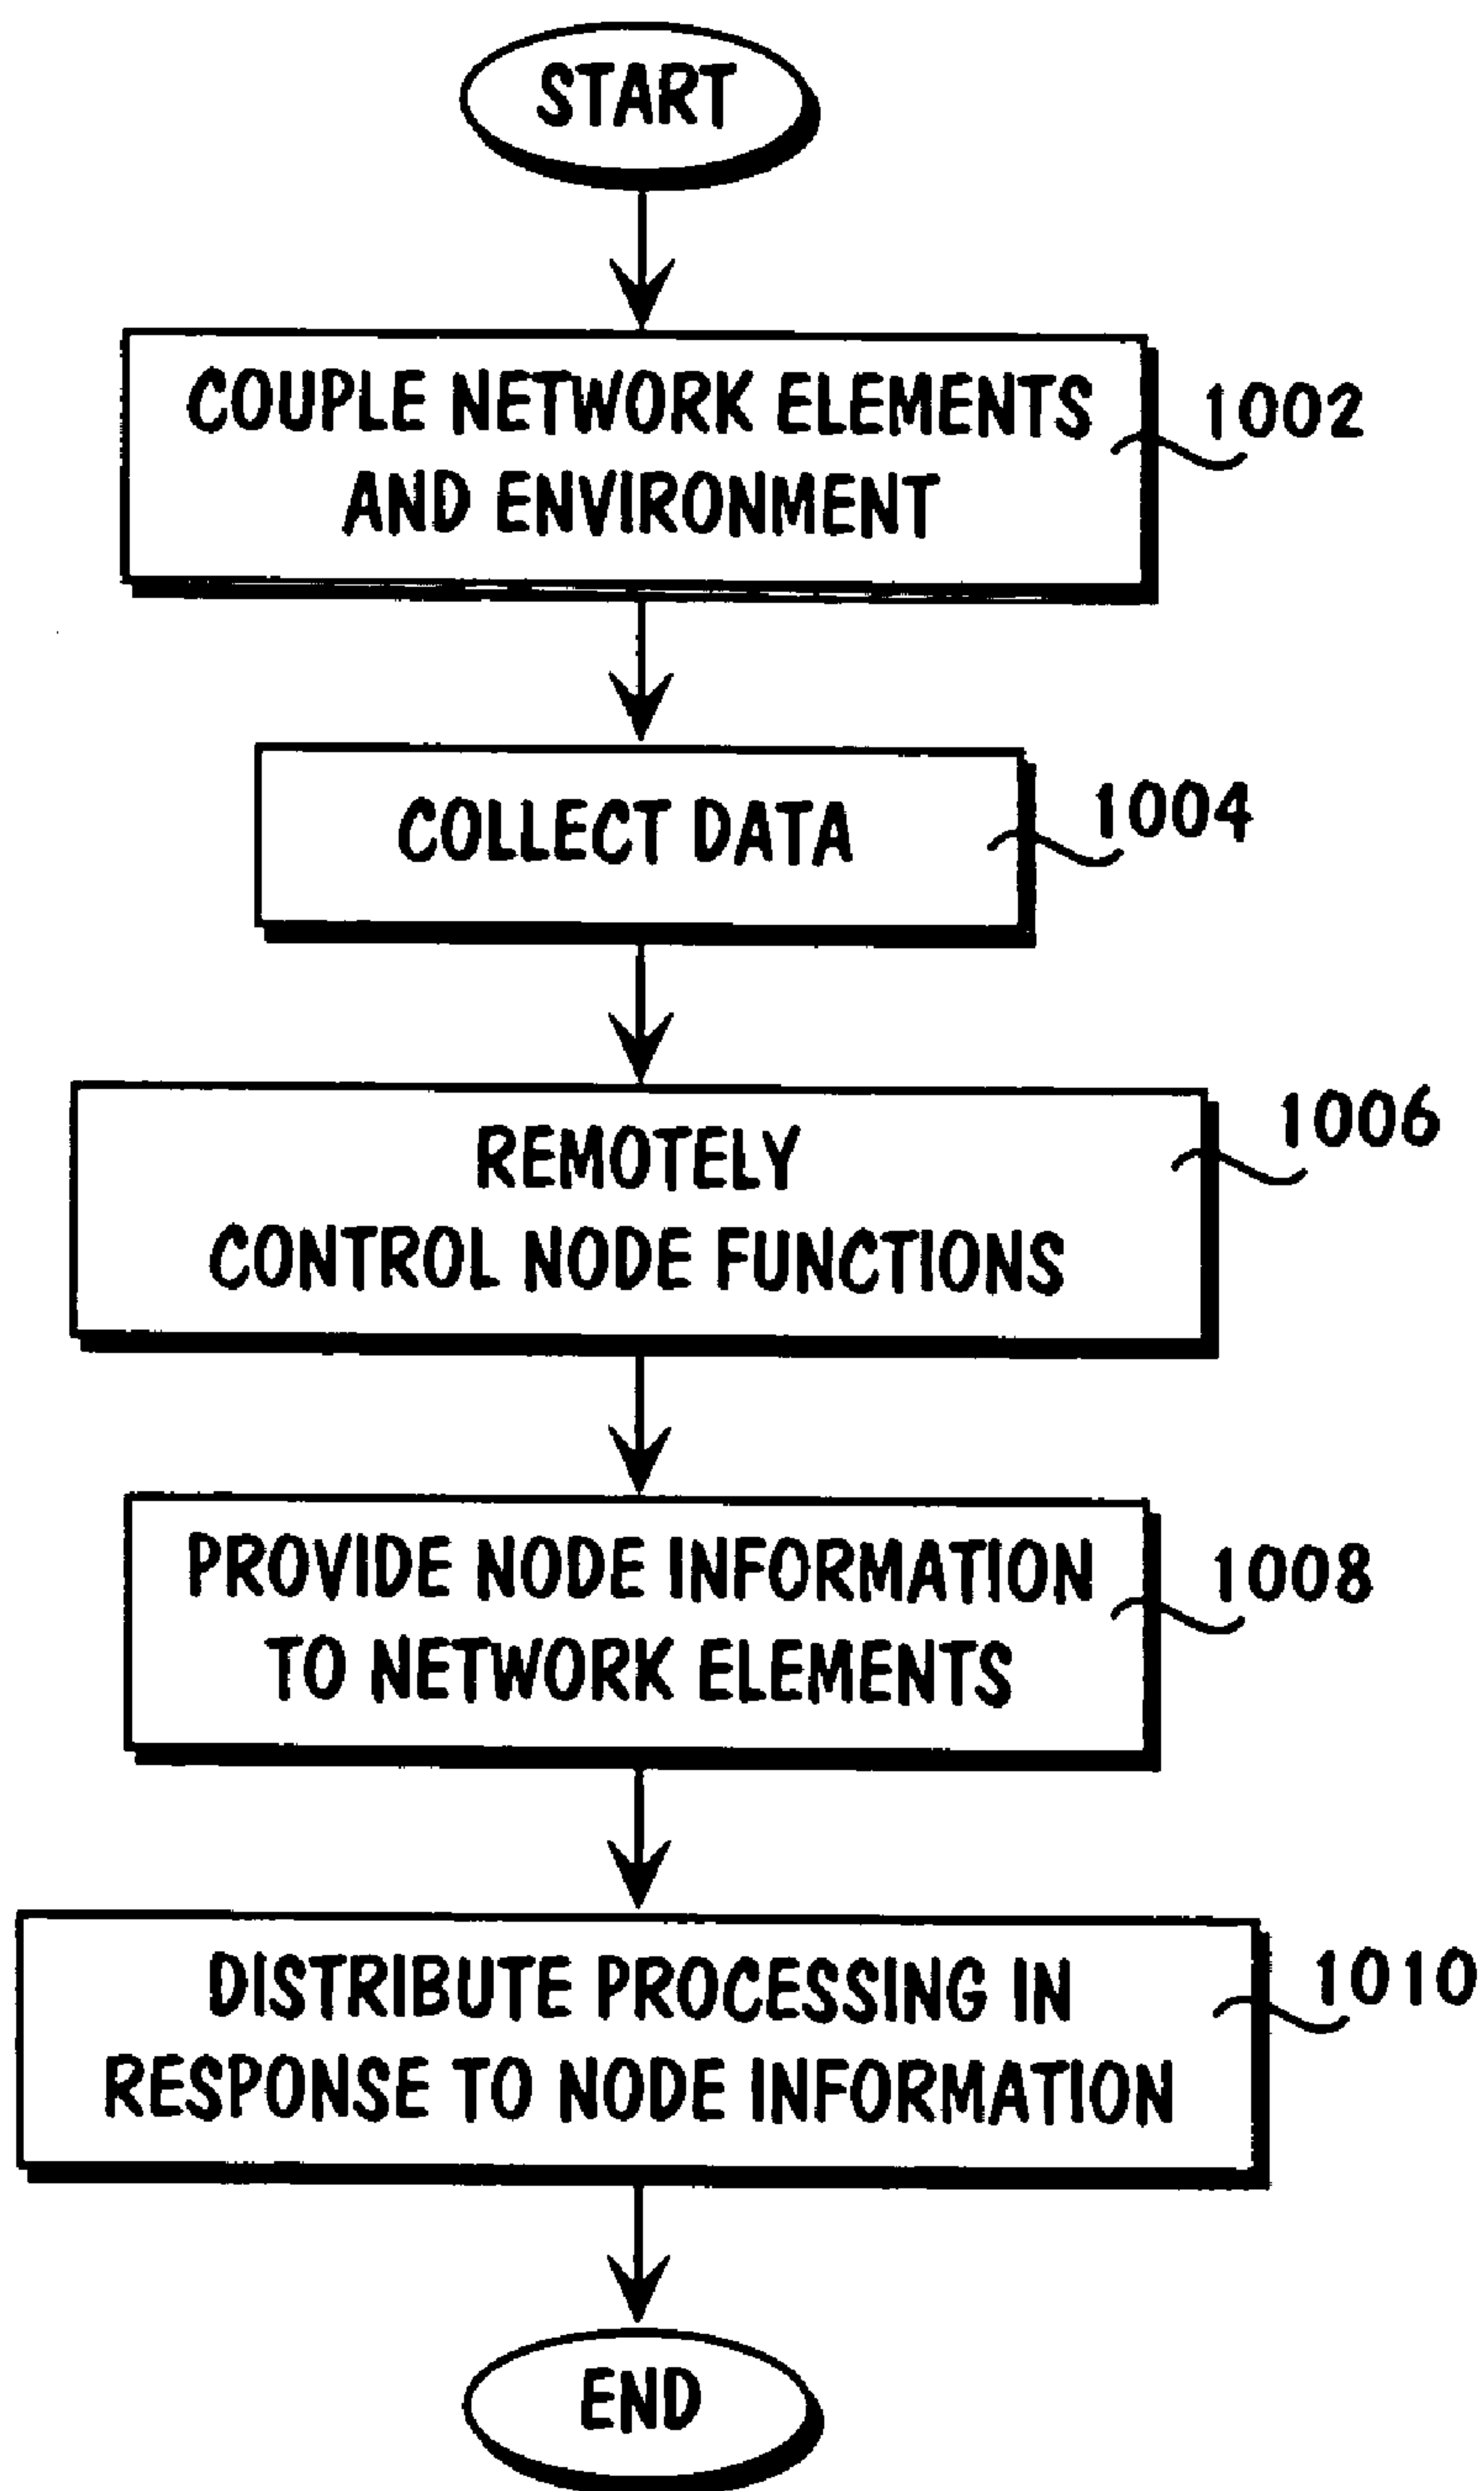 START
COUPLE NETWORK ELEMENTS
AND ENVIRONMENT
1002
COLLECT DATA
1004
REMOTELY
CONTROL NODE FUNCTIONS
1006
PROVIDE NODE INFORMATION
TO NETWORK ELEMENTS
1008
DISTRIBUTE PROCESSING IN
RESPONSE TO NODE INFORMATION
1010
END